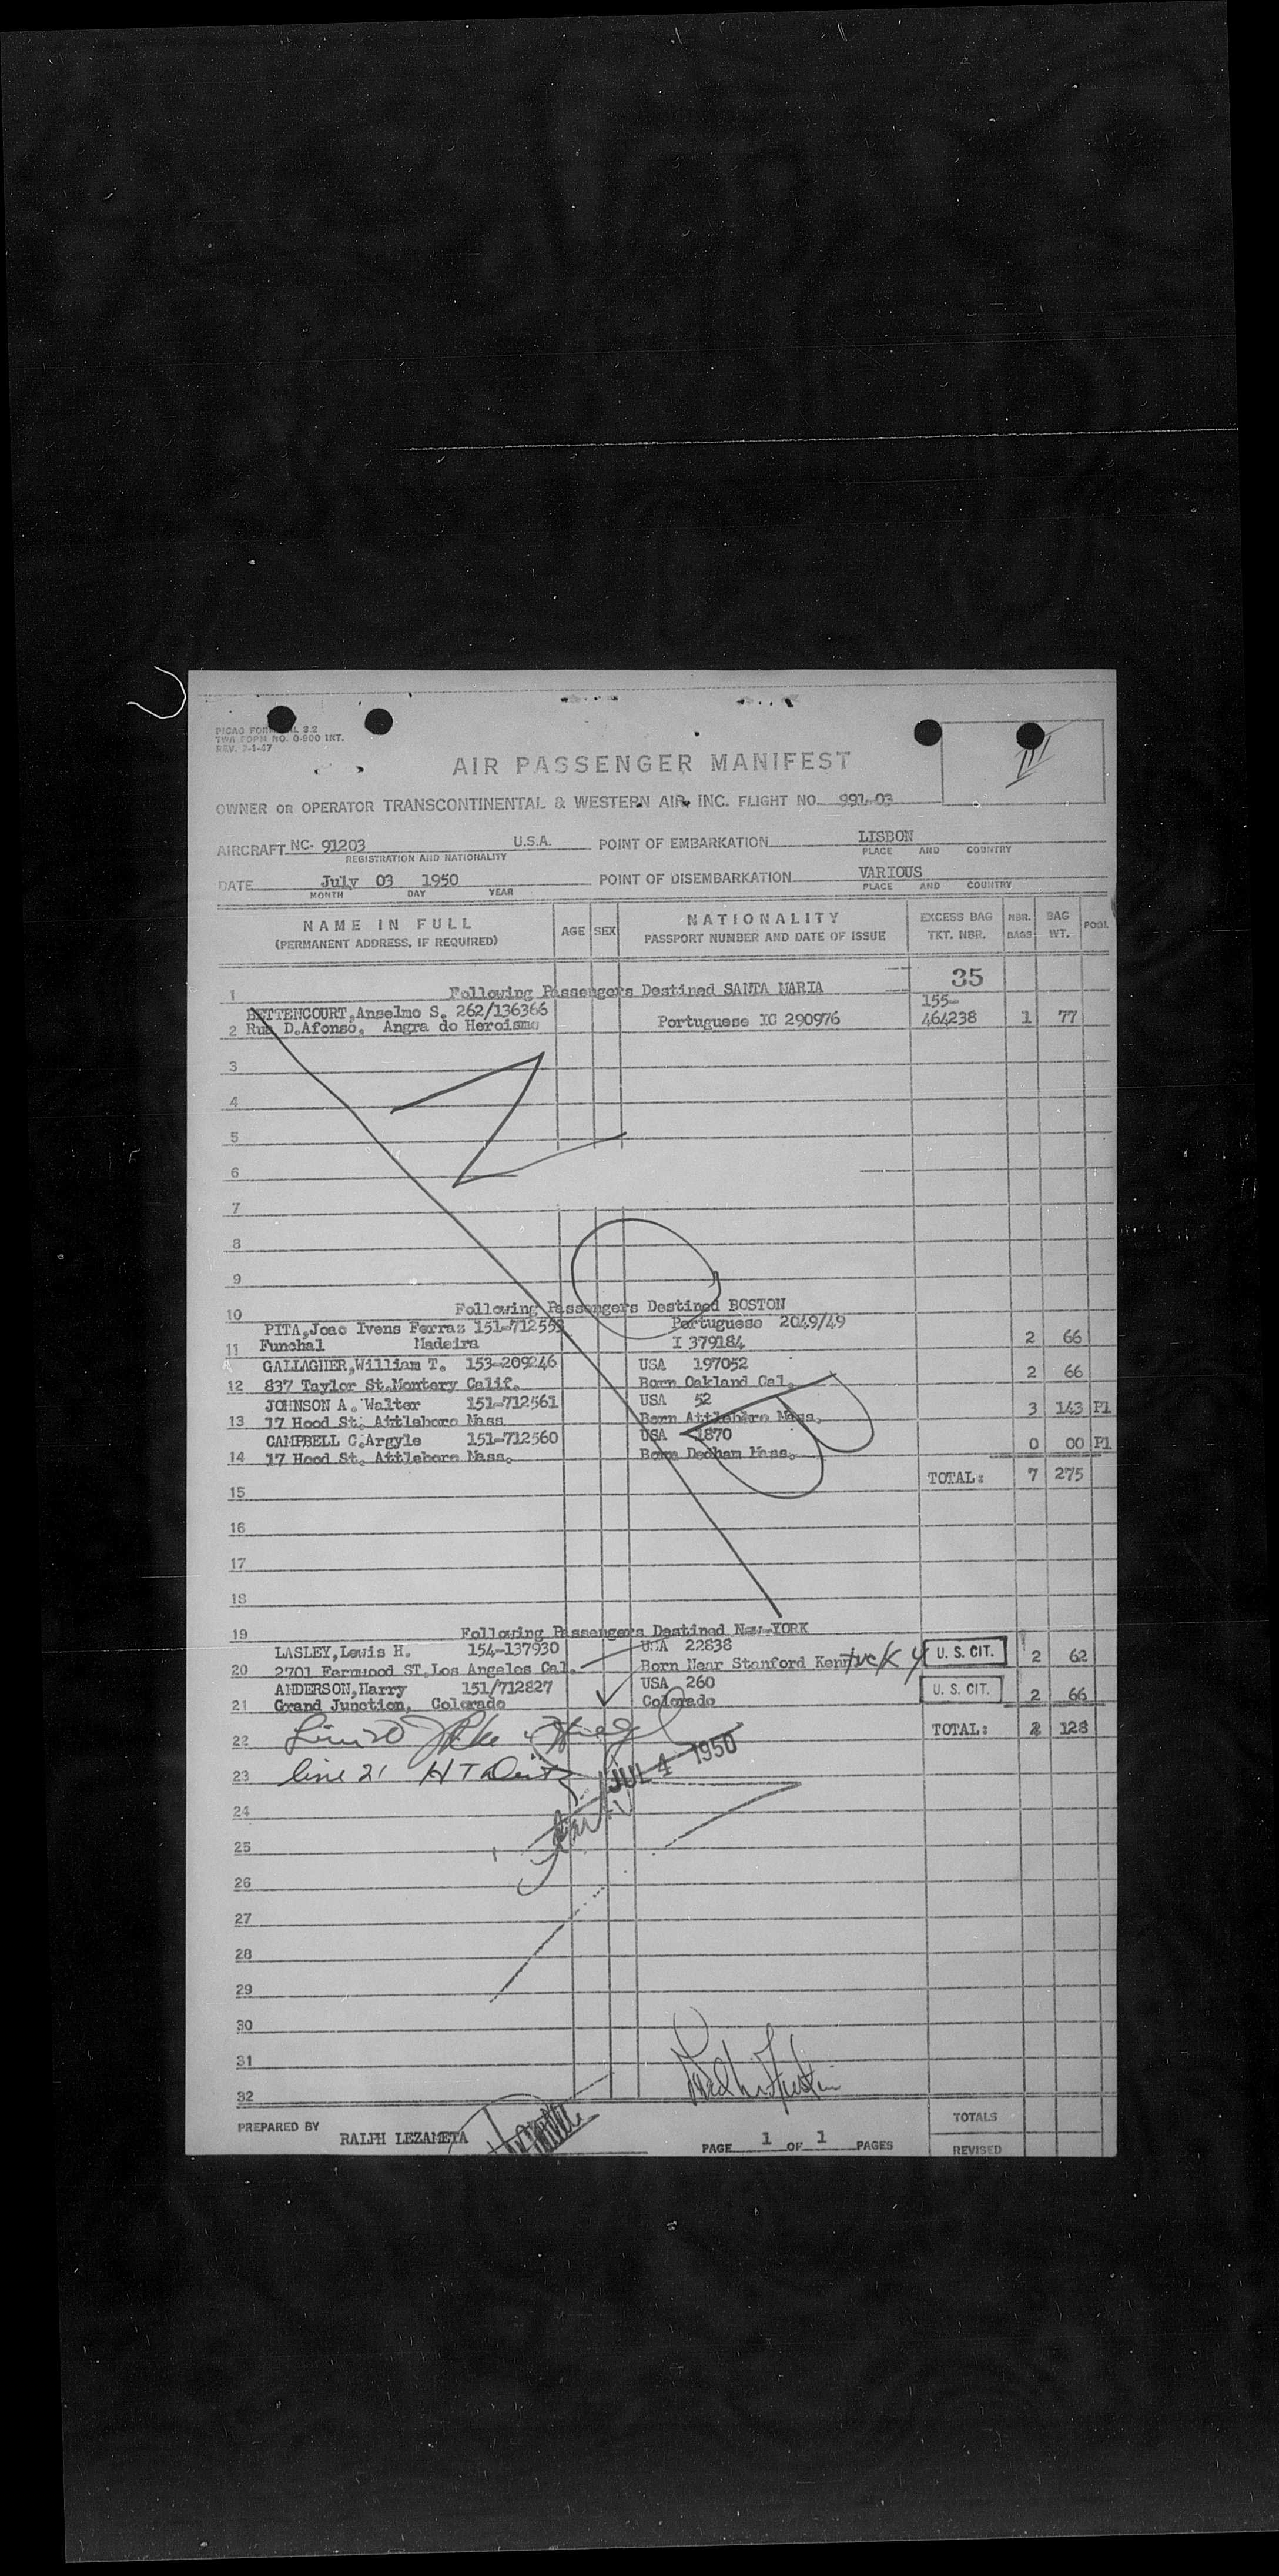 PICAO FOR AL 3.2
TWA FORM NO. O-900 INT.
REV. 2-1-47
III
AIR PASSENGER MANIFEST
OWNER OR OPERATOR TRANSCONTINENTAL & WESTERN AIR, INC. FLIGHT NO. 991-03
AIRCRAFT NC- 91203 U.S.A. POINT OF EMBARKATION LISBON
REGISTRATION AND NATIONALITY PLACE AND COUNTRY
DATE July 03 1950 POINT OF DISEMBARKATION VARIOUS
MONTH DAY YEAR PLACE AND COUNTRY
NAME IN FULL AGE SEX NATIONALITY EXCESS BAG NBR. BAG POOL
(PERMANENT ADDRESS, IF REQUIRED) PASSPORT NUMBER AND DATE OF ISSUE TKT. NBR. BAGS WT.
35
1 Following Passengers Destined SANTA MARIA
BETTENCOURT,Anselmo S. 262/136366 155-
2 Rua D.Afonso, Angra do Heroismo Portuguese IC 290976 464238 1 77
3
4
5
6
7
8
9
10 Following Passengers Destined BOSTON
PITA,Joao Ivens Ferraz 151-712559 Portuguese 2049/49
11 Funchal Madeira I 379184 2 66
GALLAGHER,William T. 153-209246 USA 197052
12 837 Taylor St.Montery Calif. Born Oakland Cal. 2 66
JOHNSON A. Walter 151-712561 USA 52
13 17 Hood St. Attleboro Mass Born Attleboro Mass. 3 143 P1
CAMPBELL C.Argyle 151-712560 USA 1870
14 17 Hood St. Attleboro Mass. Born Dedham Mass. 0 00 P1
TOTAL: 7 275
15
16
17
18
19 Following Passengers Destined New-YORK
LASLEY,Lewis H. 154-137930 USA 22838
20 2701 Fernwood ST.Los Angeles Cal. Born Near Stanford Kentucky U. S. CIT. 2 62
ANDERSON,Harry 151/712827 USA 260
21 Grand Junction, Colorado Colorado U. S. CIT. 2 66
22 Line 20 TOTAL: 128
23 line 21 H T
JUL 4 1950
24
25
26
27
28
29
30
31
32
PREPARED BY RALPH LEZAMETA PAGE 1 OF 1 PAGES
TOTALS
REVISED